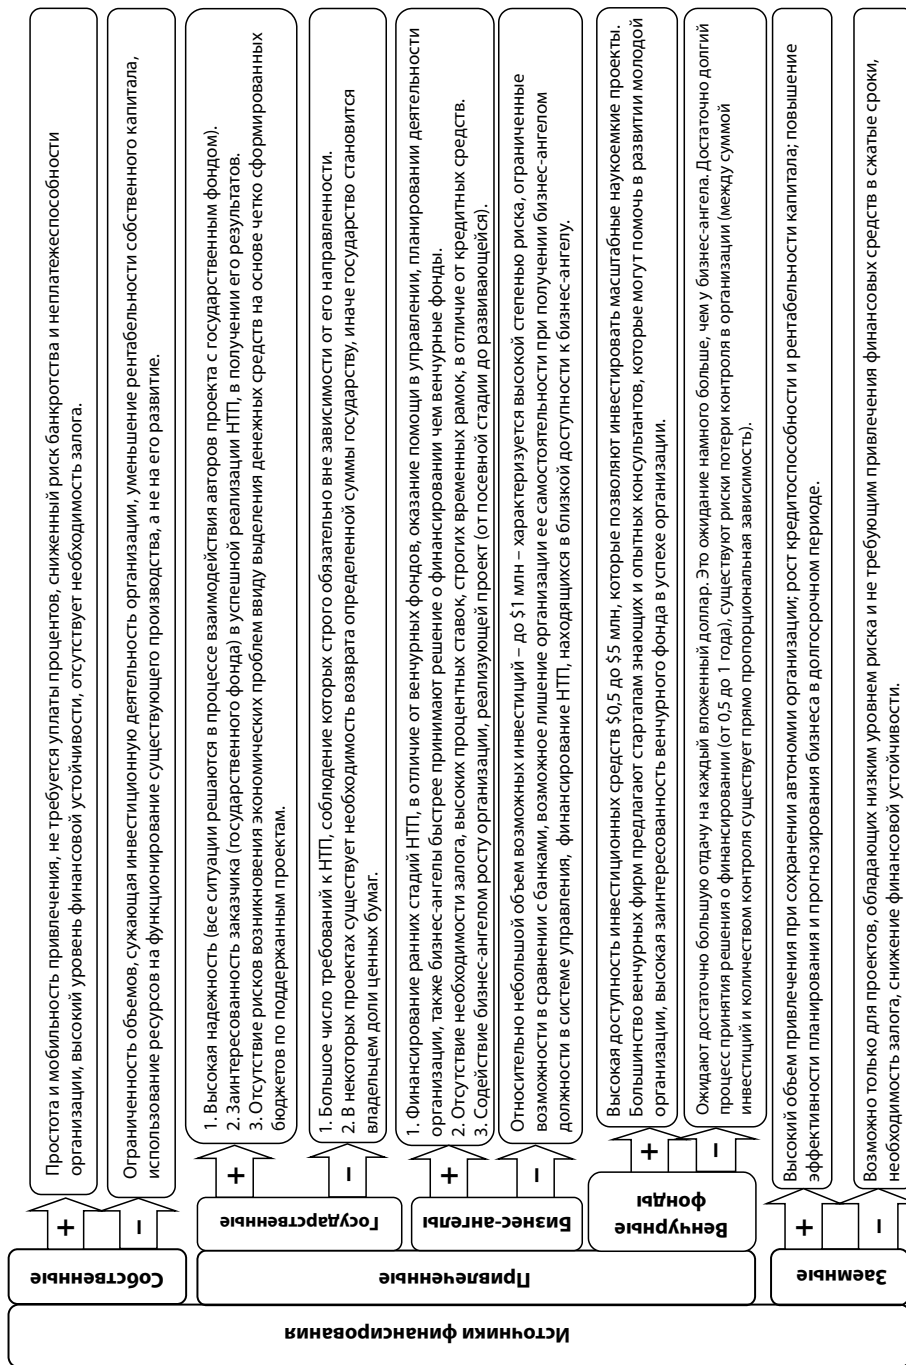 Источники финансирования
Собственные
+
Простота и мобильность привлечения, не требуется уплаты процентов, сниженный риск банкротства и неплатежеспособности
организации, высокий уровень финансовой устойчивости, отсутствует необходимость залога.
–
Ограниченность объемов, сужающая инвестиционную деятельность организации, уменьшение рентабельности собственного капитала,
использование ресурсов на функционирование существующего производства, а не на его развитие.
Привлеченные
Государственные
+
1. Высокая надежность (все ситуации решаются в процессе взаимодействия авторов проекта с государственным фондом).
2. Заинтересованность заказчика (государственного фонда) в успешной реализации НТП, в получении его результатов.
3. Отсутствие рисков возникновения экономических проблем ввиду выделения денежных средств на основе четко сформированных
бюджетов по поддержанным проектам.
–
1. Большое число требований к НТП, соблюдение которых строго обязательно вне зависимости от его направленности.
2. В некоторых проектах существует необходимость возврата определенной суммы государству, иначе государство становится
владельцем доли ценных бумаг.
Бизнес-ангелы
+
1. Финансирование ранних стадий НТП, в отличие от венчурных фондов, оказание помощи в управлении, планировании деятельности
организации, также бизнес-ангелы быстрее принимают решение о финансировании чем венчурные фонды.
2. Отсутствие необходимости залога, высоких процентных ставок, строгих временных рамок, в отличие от кредитных средств.
3. Содействие бизнес-ангелом росту организации, реализующей проект (от посевной стадии до развивающейся).
–
Относительно небольшой объем возможных инвестиций – до $1 млн – характеризуется высокой степенью риска, ограниченные
возможности в сравнении с банками, возможное лишение организации ее самостоятельности при получении бизнес-ангелом
должности в системе управления, финансирование НТП, находящихся в близкой доступности к бизнес-ангелу.
Венчурные
фонды
+
Высокая доступность инвестиционных средств $0,5 до $5 млн, которые позволяют инвестировать масштабные наукоемкие проекты.
Большинство венчурных фирм предлагают стартапам знающих и опытных консультантов, которые могут помочь в развитии молодой
организации, высокая заинтересованность венчурного фонда в успехе организации.
–
Ожидают достаточно большую отдачу на каждый вложенный доллар. Это ожидание намного больше, чем у бизнес-ангела. Достаточно долгий
процесс принятия решения о финансировании (от 0,5 до 1 года), существуют риски потери контроля в организации (между суммой
инвестиций и количеством контроля существует прямо пропорциональная зависимость).
Заемные
+
Высокий объем привлечения при сохранении автономии организации; рост кредитоспособности и рентабельности капитала; повышение
эффективности планирования и прогнозирования бизнеса в долгосрочном периоде.
–
Возможно только для проектов, обладающих низким уровнем риска и не требующим привлечения финансовых средств в сжатые сроки,
необходимость залога, снижение финансовой устойчивости.